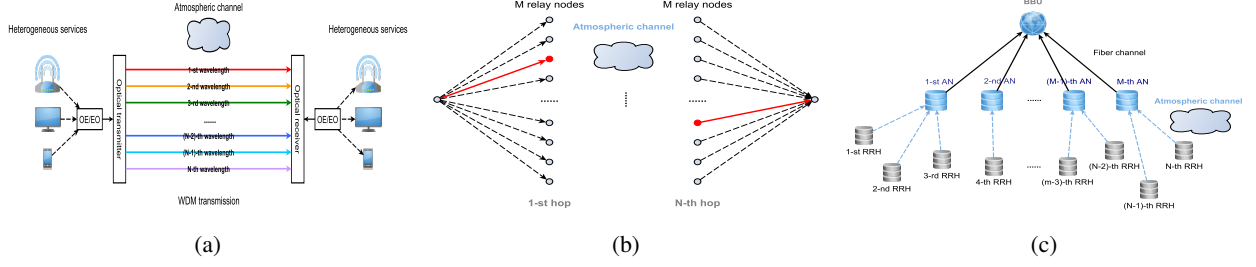 Atmospheric channel
Heterogeneous services
Heterogeneous services
Optical transmitter
Optical receiver
OE/EO
OE/EO
1-st wavelength
2-nd wavelength
3-rd wavelength
......
(N-2)-th wavelength
(N-1)-th wavelength
N-th wavelength
WDM transmission
(a)
M relay nodes
M relay nodes
Atmospheric channel
......
......
1-st hop
N-th hop
(b)
BBU
Fiber channel
1-st AN
2-nd AN
(M-1)-th AN
M-th AN
......
Atmospheric channel
1-st RRH
2-nd RRH
3-rd RRH
4-th RRH
......
(m-3)-th RRH
(N-2)-th RRH
N-th RRH
(N-1)-th RRH
(c)